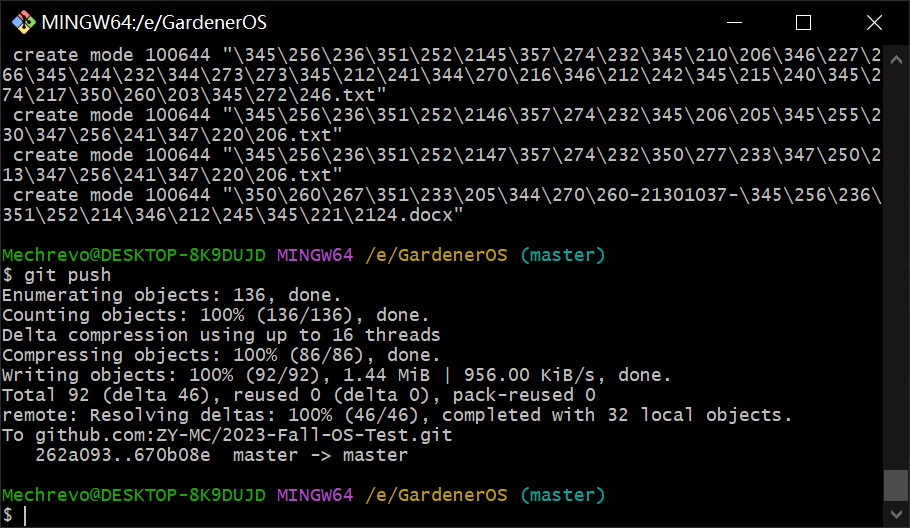 MINGW64:/e/GardenerOS
 create mode 100644 "\345\256\236\351\252\2145\357\274\232\345\210\206\346\227\2
66\345\244\232\344\273\273\345\212\241\344\270\216\346\212\242\345\215\240\345\2
74\217\350\260\203\345\272\246.txt"
 create mode 100644 "\345\256\236\351\252\2146\357\274\232\345\206\205\345\255\2
30\347\256\241\347\220\206.txt"
 create mode 100644 "\345\256\236\351\252\2147\357\274\232\350\277\233\347\250\2
13\347\256\241\347\220\206.txt"
 create mode 100644 "\350\260\267\351\233\205\344\270\260-21301037-\345\256\236\
351\252\214\346\212\245\345\221\2124.docx"
Mechrevo@DESKTOP-8K9DUJD MINGW64 /e/GardenerOS (master)
$ git push
Enumerating objects: 136, done.
Counting objects: 100% (136/136), done.
Delta compression using up to 16 threads
Compressing objects: 100% (86/86), done.
Writing objects: 100% (92/92), 1.44 MiB | 956.00 KiB/s, done.
Total 92 (delta 46), reused 0 (delta 0), pack-reused 0
remote: Resolving deltas: 100% (46/46), completed with 32 local objects.
To github.com:ZY-MC/2023-Fall-OS-Test.git
   262a093..670b08e  master -> master
Mechrevo@DESKTOP-8K9DUJD MINGW64 /e/GardenerOS (master)
$